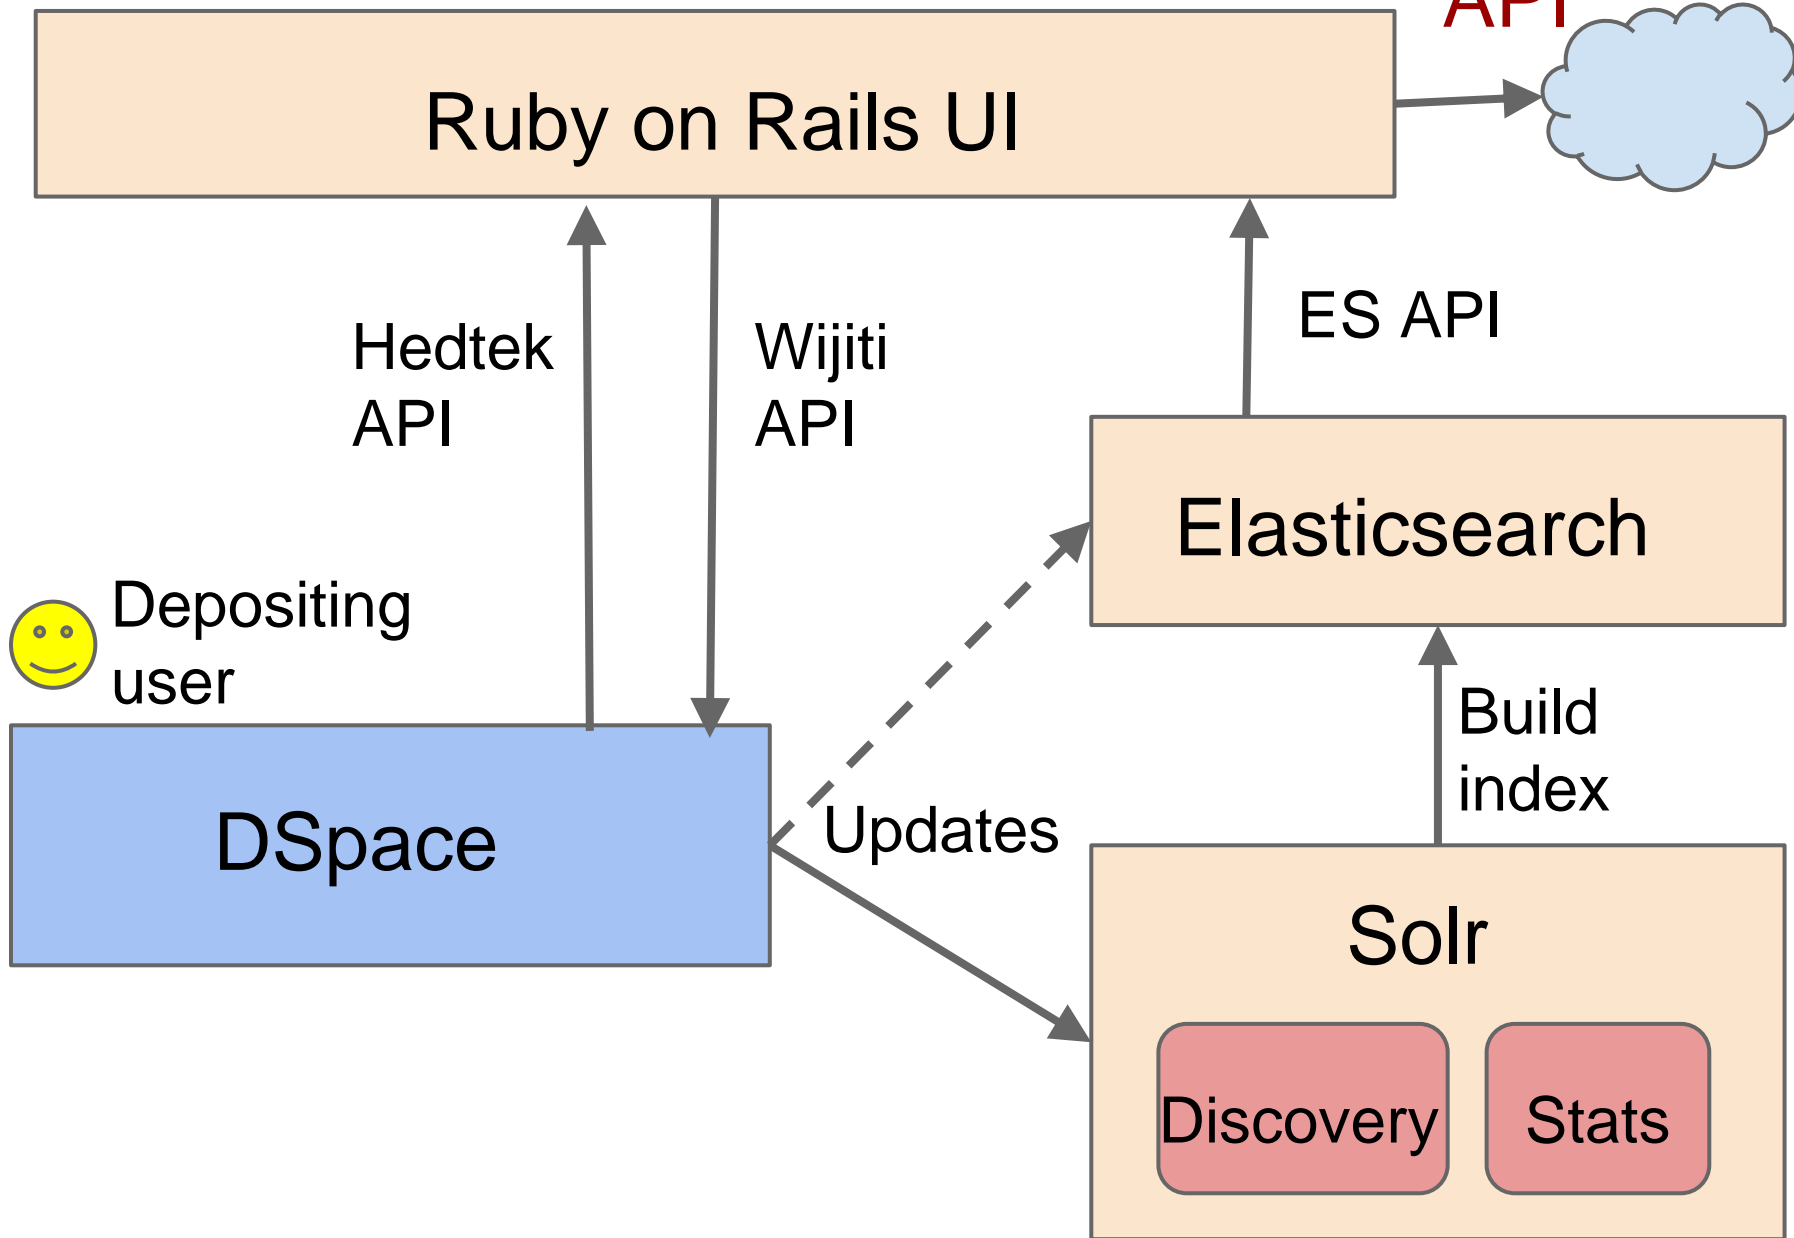 API
Ruby on Rails UI
Hedtek
API
Wijiti
API
ES API
Elasticsearch
Depositing
user
Build
index
DSpace
Updates
Solr
Discovery
Stats